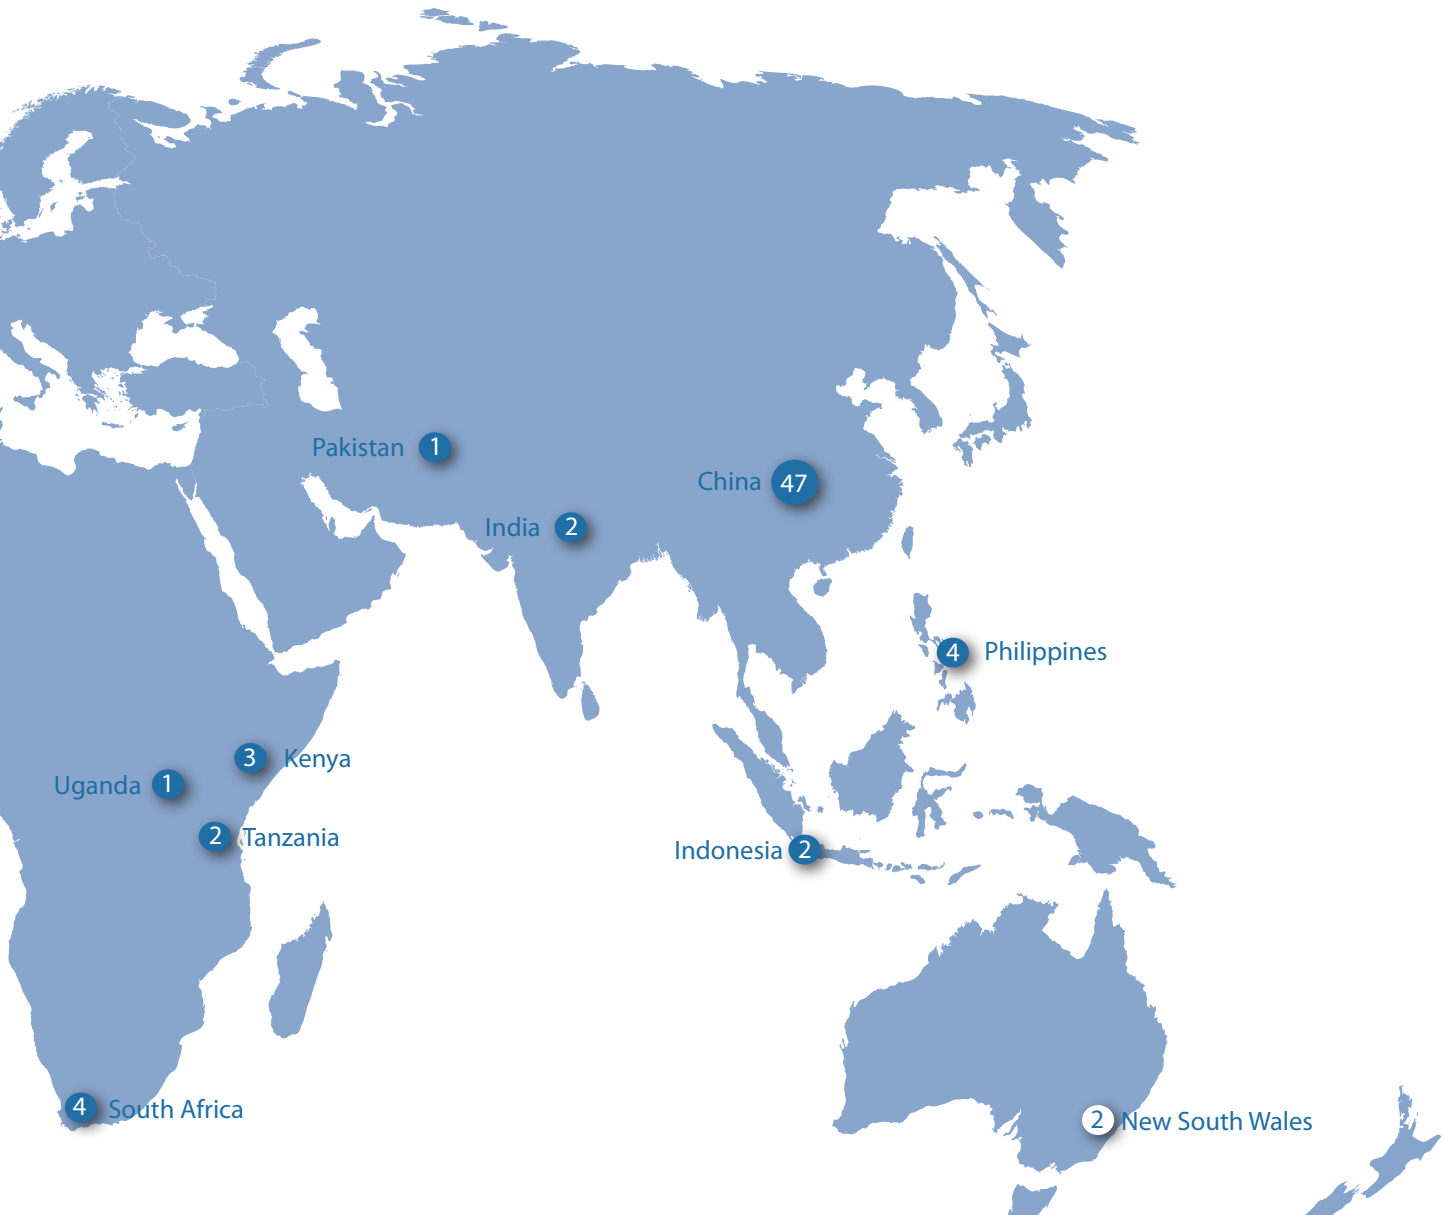 Pakistan 1
China 47
India 2
4 Philippines
3 Kenya
Uganda 1
2 Tanzania
Indonesia 2
4 South Africa
2 New South Wales